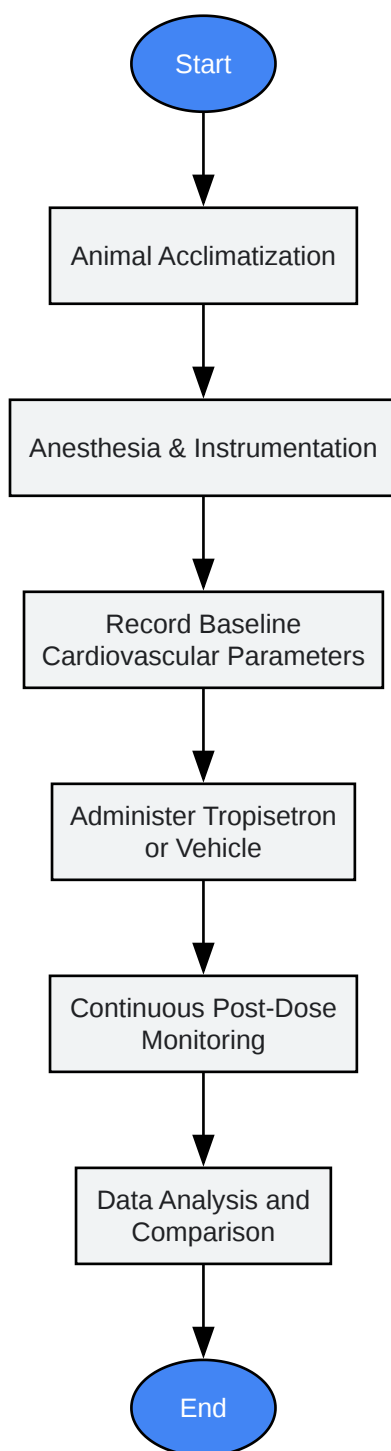 Start
Animal Acclimatization
Anesthesia & Instrumentation
Record Baseline
Cardiovascular Parameters
Administer Tropisetron
or Vehicle
Continuous Post-Dose
Monitoring
Data Analysis and
Comparison
End